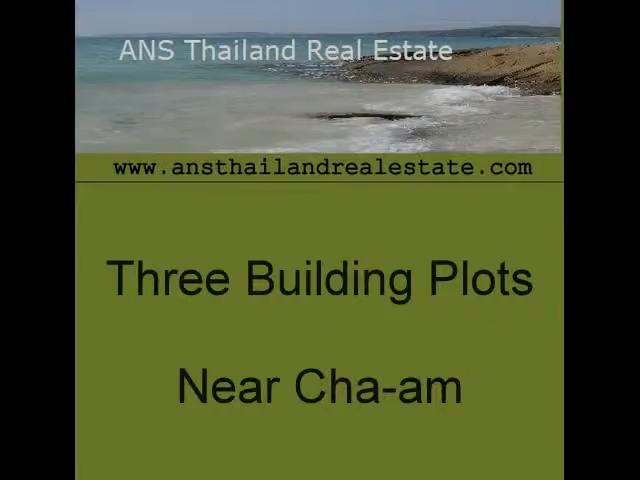 ANS Thailand Real Estate
www.ansthailandrealestate.com
Three Building Plots
Near Cha-am